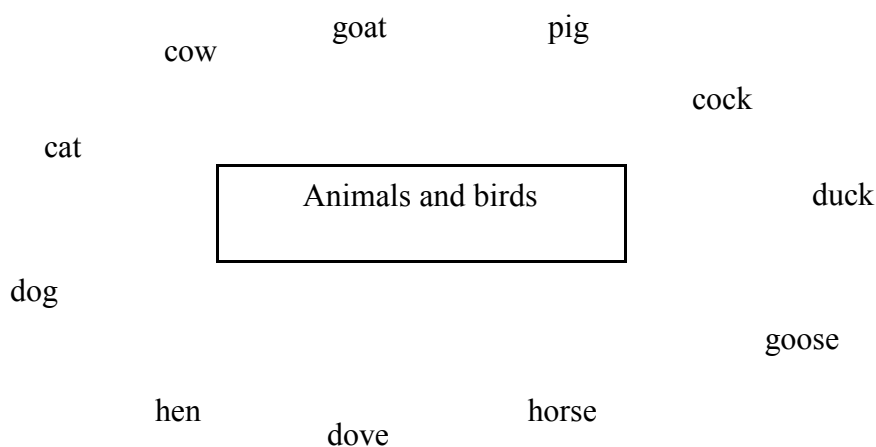 goat
pig
cow
cock
cat
Animals and birds
duck
dog
goose
hen
horse
dove